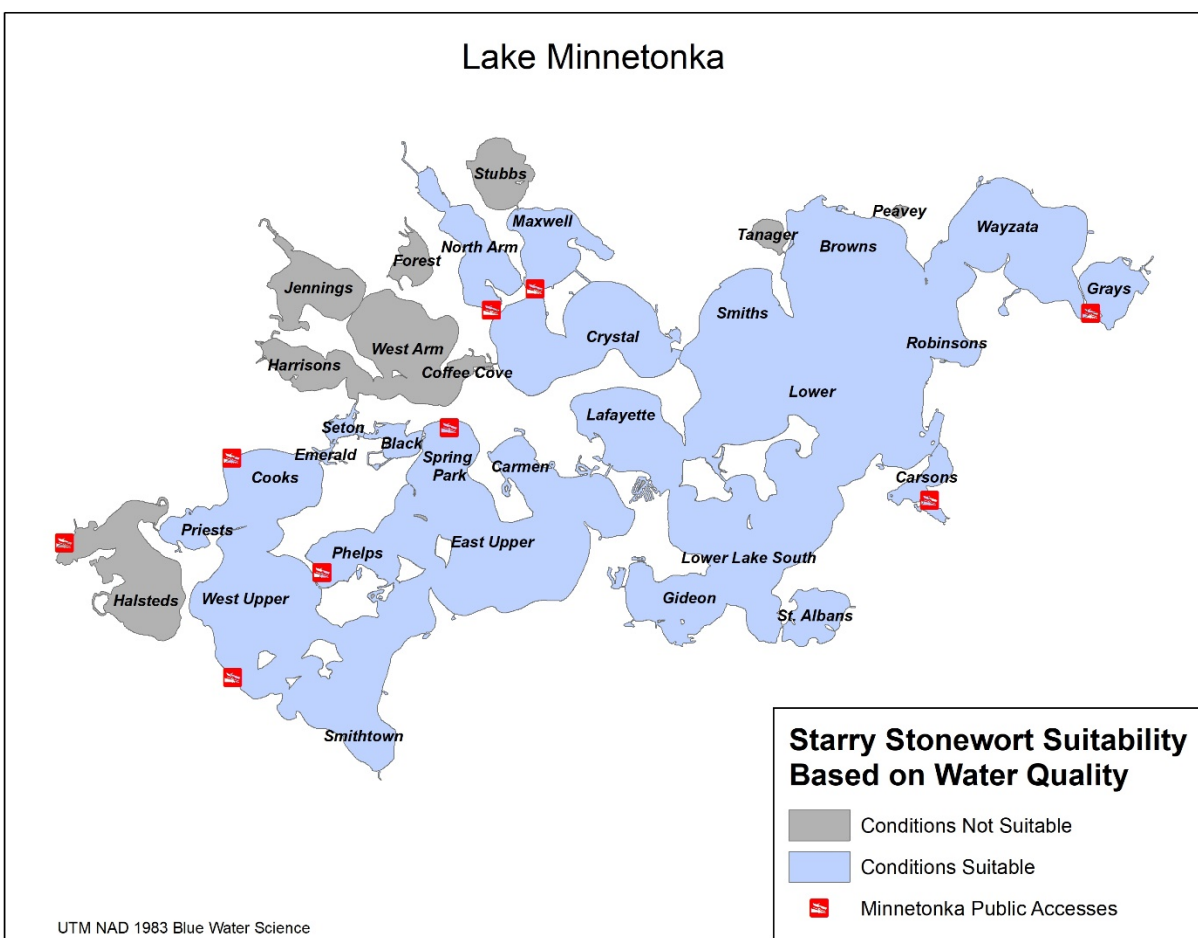 Lake Minnetonka
Stubbs
Maxwell
North Arm
Forest
Jennings
West Arm
Harrisons
Coffee Cove
Crystal
Tanager
Peavey
Browns
Wayzata
Grays
Smiths
Robinsons
Lower
Lafayette
Seton
Black
Emerald
Spring
Park
Carmen
Cooks
Carsons
Priests
Phelps
East Upper
Lower Lake South
Halsteds
West Upper
Gideon
St. Albans
Smithtown
Starry Stonewort Suitability
Based on Water Quality
Conditions Not Suitable
Conditions Suitable
Minnetonka Public Accesses
UTM NAD 1983 Blue Water Science